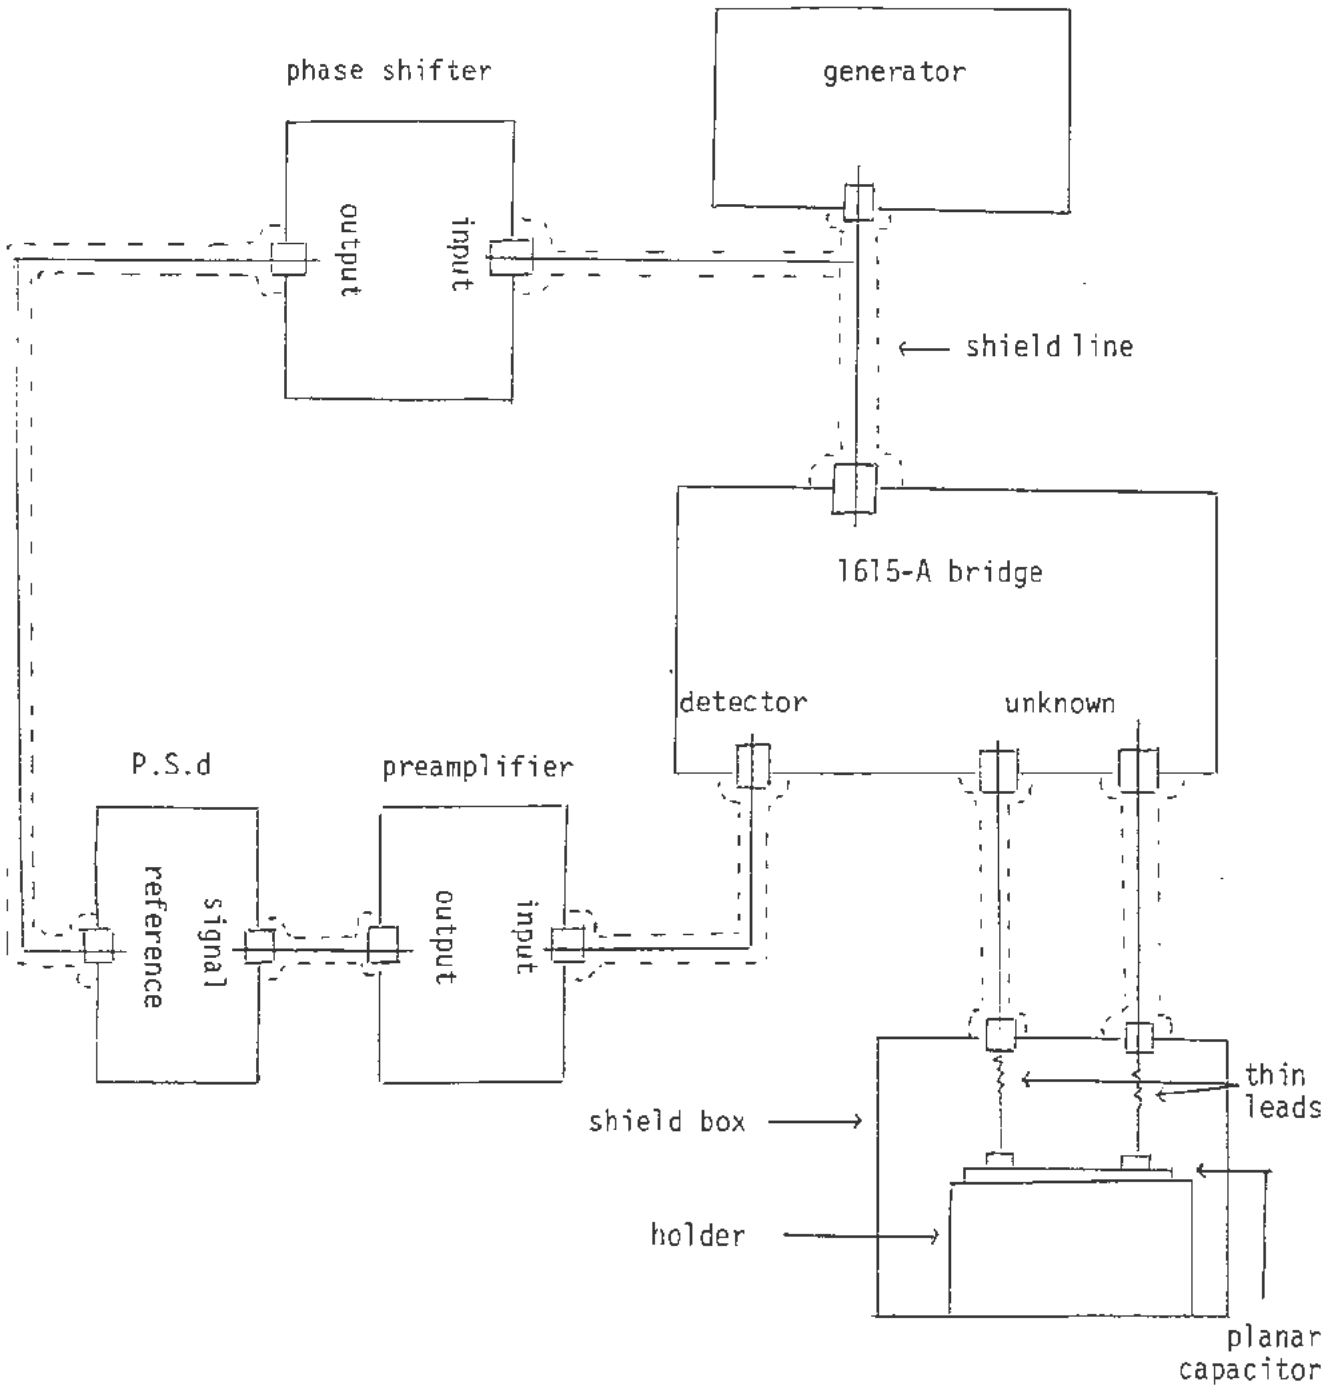 phase shifter
generator
output
input
shield line
1615-A bridge
detector
unknown
P.S.d
preamplifier
reference
signal
output
input
thin
leads
shield box
holder
planar
capacitor